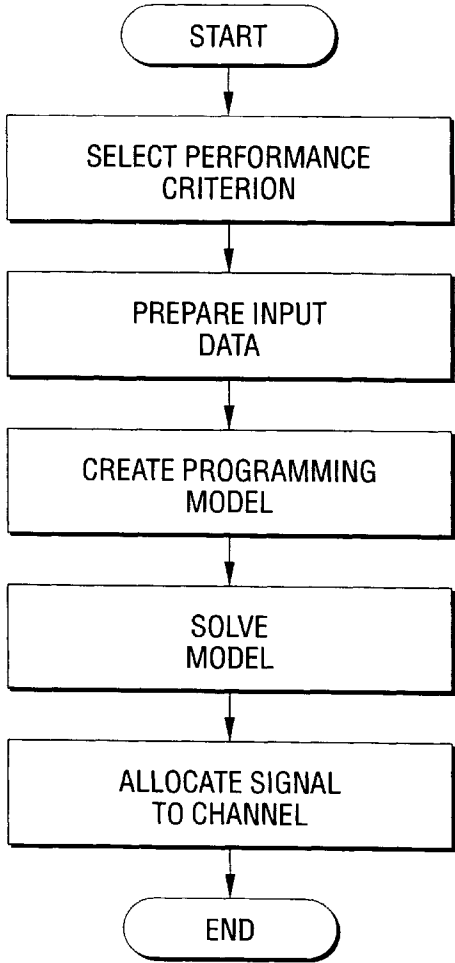 START
SELECT PERFORMANCE
CRITERION
PREPARE INPUT
DATA
CREATE PROGRAMMING
MODEL
SOLVE
MODEL
ALLOCATE SIGNAL
TO CHANNEL
END